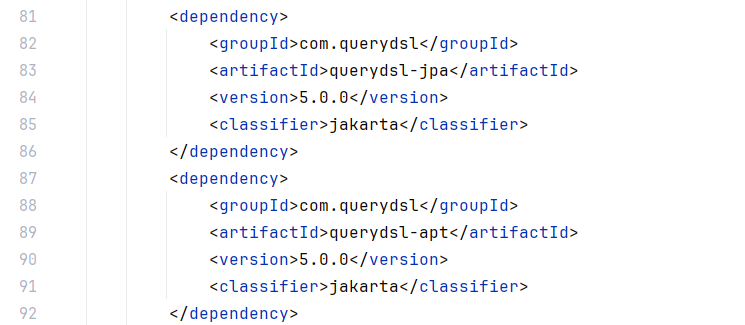 81 <dependency>
82 <groupId>com.querydsl</groupId>
83 <artifactId>querydsl-jpa</artifactId>
84 <version>5.0.0</version>
85 <classifier>jakarta</classifier>
86 </dependency>
87 <dependency>
88 <groupId>com.querydsl</groupId>
89 <artifactId>querydsl-apt</artifactId>
90 <version>5.0.0</version>
91 <classifier>jakarta</classifier>
92 </dependency>